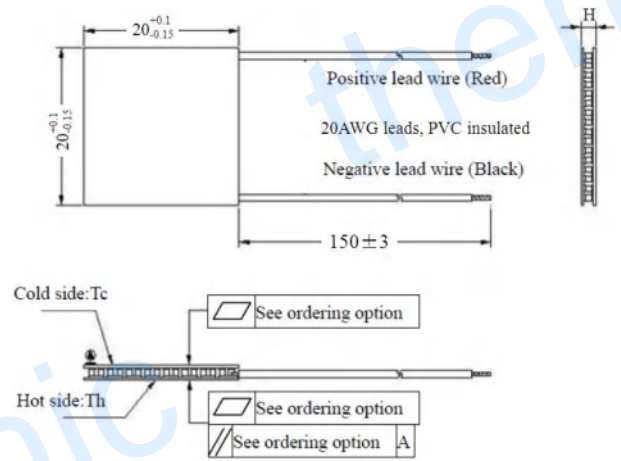 20 +0.1 -0.15
H
20 +0.1 -0.15
Positive lead wire (Red)
20AWG leads, PVC insulated
Negative lead wire (Black)
150±3
Cold side:Tc
See ordering option
A
Hot side:Th
See ordering option
See ordering option A